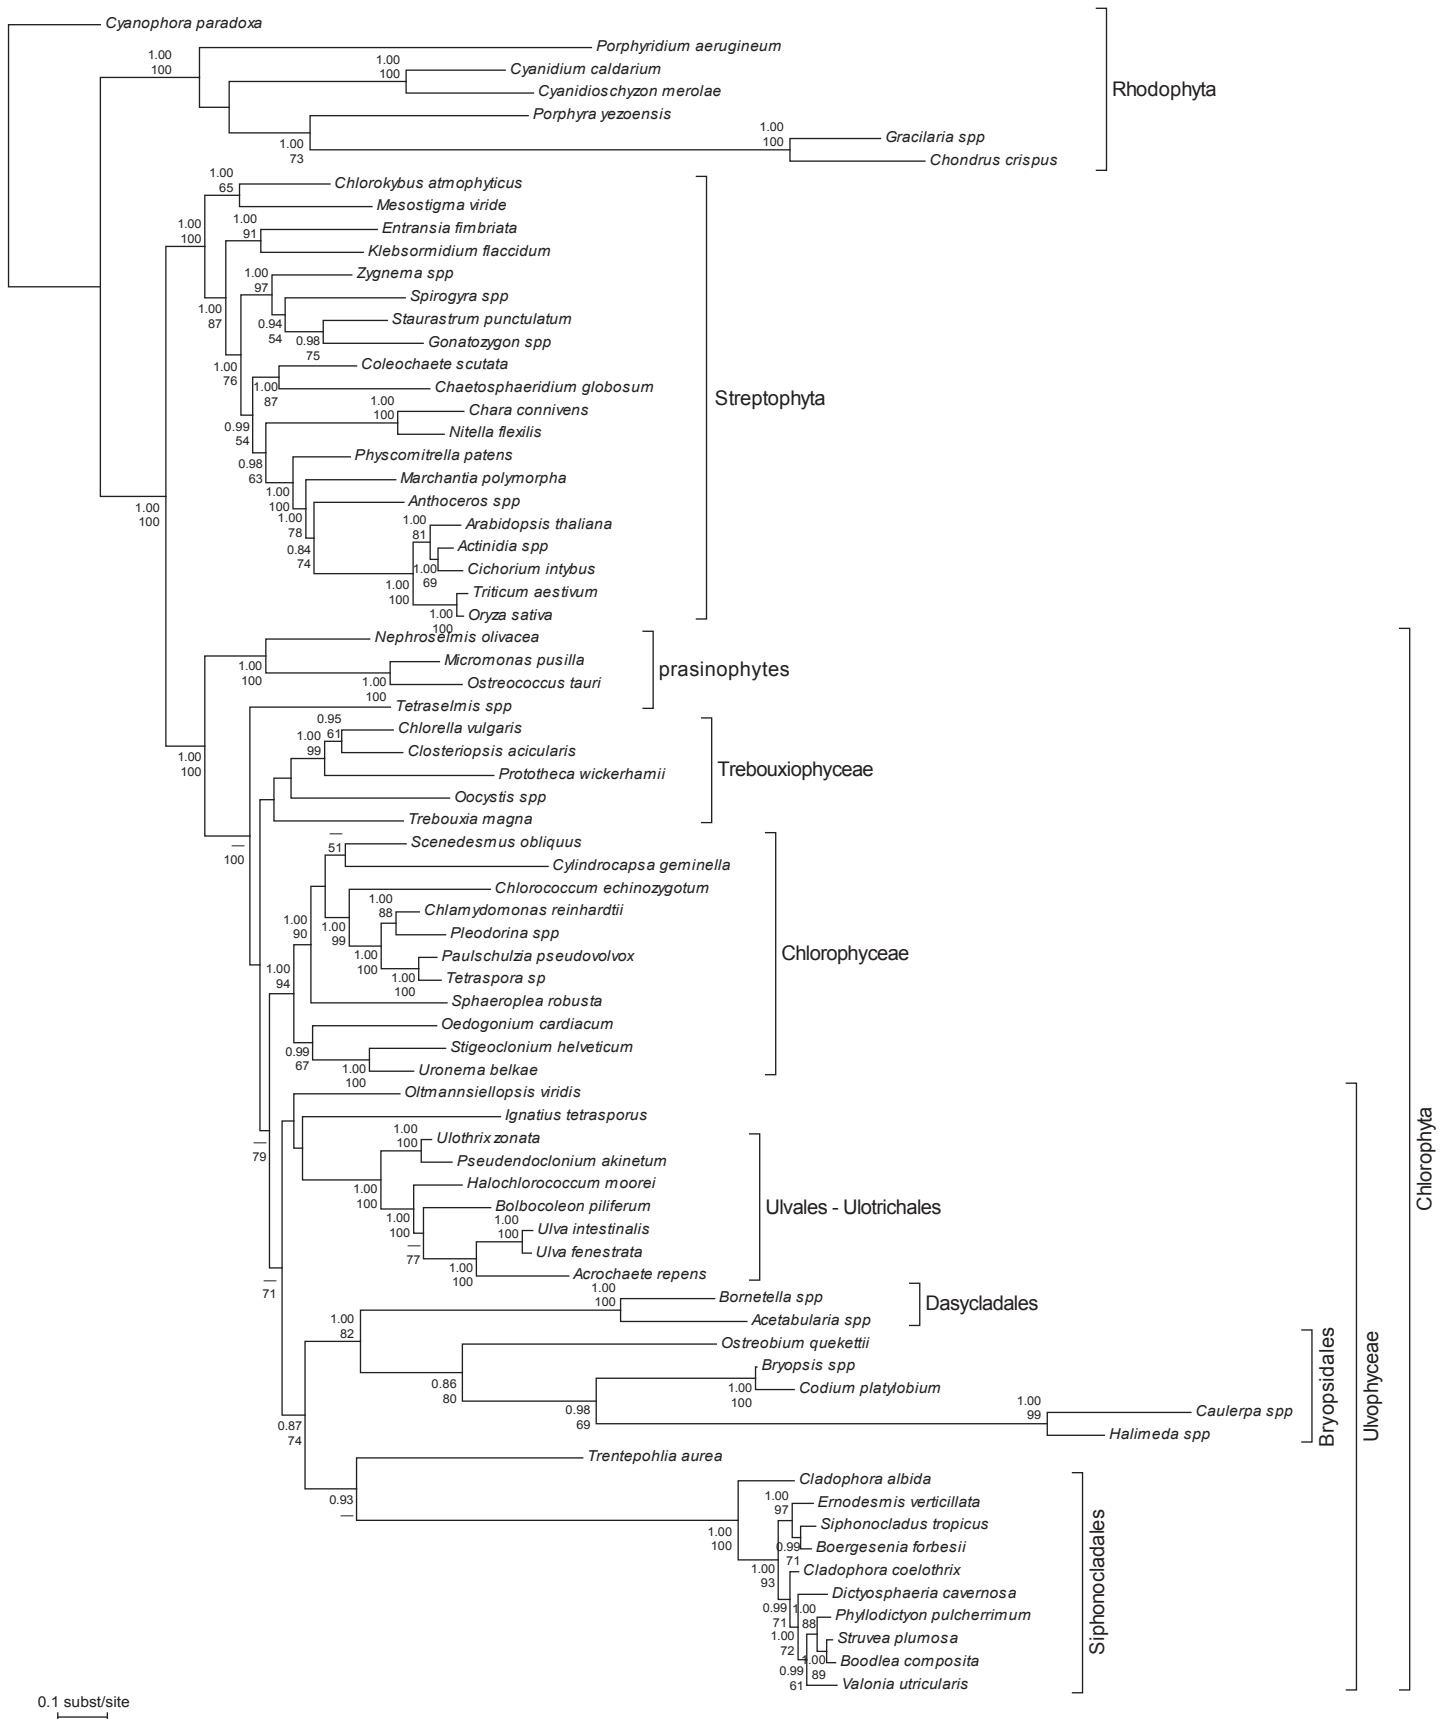 Cyanophora paradoxa
Porphyridium aerugineum
1.00
100
1.00
100
Cyanidium caldarium
Cyanidioschyzon merolae
Rhodophyta
Porphyra yezoensis
1.00
73
1.00
100
Gracilaria spp
Chondrus crispus
1.00
65
Chlorokybus atmophyticus
Mesostigma viride
1.00
100
1.00
91
Entransia fimbriata
Klebsormidium flaccidum
1.00
87
1.00
97
Zygnema spp
Spirogyra spp
0.94
54
Staurastrum punctulatum
0.98
75
Gonatozygon spp
1.00
76
Coleochaete scutata
1.00
87
Chaetosphaeridium globosum
Streptophyta
1.00
100
Chara connivens
Nitella flexilis
0.99
54
0.98
63
Physcomitrella patens
1.00
100
Marchantia polymorpha
1.00
78
Anthoceros spp
0.84
74
1.00
81
Arabidopsis thaliana
Actinidia spp
1.00
69
Cichorium intybus
1.00
100
Triticum aestivum
1.00
100
Oryza sativa
1.00
100
Nephroselmis olivacea
1.00
100
Micromonas pusilla
1.00
100
Ostreococcus tauri
prasinophytes
Tetraselmis spp
1.00
100
0.95
61
Chlorella vulgaris
1.00
99
Closteriopsis acicularis
Prototheca wickerhamii
Trebouxiophyceae
Oocystis spp
Trebouxia magna
—
100
—
51
Scenedesmus obliquus
Cylindrocapsa geminella
Chlorococcum echinozygotum
1.00
88
Chlamydomonas reinhardtii
1.00
90
1.00
99
Pleodorina spp
1.00
100
Paulschulzia pseudovolvox
1.00
100
Tetraspora sp
Chlorophyceae
1.00
94
Sphaeroplea robusta
Oedogonium cardiacum
0.99
67
Stigeoclonium helveticum
1.00
100
Uronema belkae
Oltmannsiellopsis viridis
Ignatius tetrasporus
—
79
1.00
100
Ulothrix zonata
Pseudendoclonium akinetum
1.00
100
Halochlorococcum moorei
1.00
100
Bolbocoleon piliferum
Ulvales - Ulotrichales
—
77
1.00
100
Ulva intestinalis
Ulva fenestrata
1.00
100
Acrochaete repens
—
71
1.00
100
Bornetella spp
Dasycladales
Acetabularia spp
1.00
82
Ostreobium quekettii
0.86
80
Bryopsis spp
1.00
100
Codium platylobium
0.98
69
1.00
99
Caulerpa spp
Halimeda spp
Bryopsidales
Ulvophyceae
Chlorophyta
0.87
74
Trentepohlia aurea
0.93
—
Cladophora albida
1.00
100
1.00
97
Ernodesmis verticillata
Siphonocladus tropicus
0.99
71
Boergesenia forbesii
1.00
93
Cladophora coelothrix
0.99
71
Dictyosphaeria cavernosa
1.00
88
Phyllodictyon pulcherrimum
1.00
72
Struvea plumosa
1.00
89
Boodlea composita
0.99
61
Valonia utricularis
Siphonocladales
0.1 subst/site